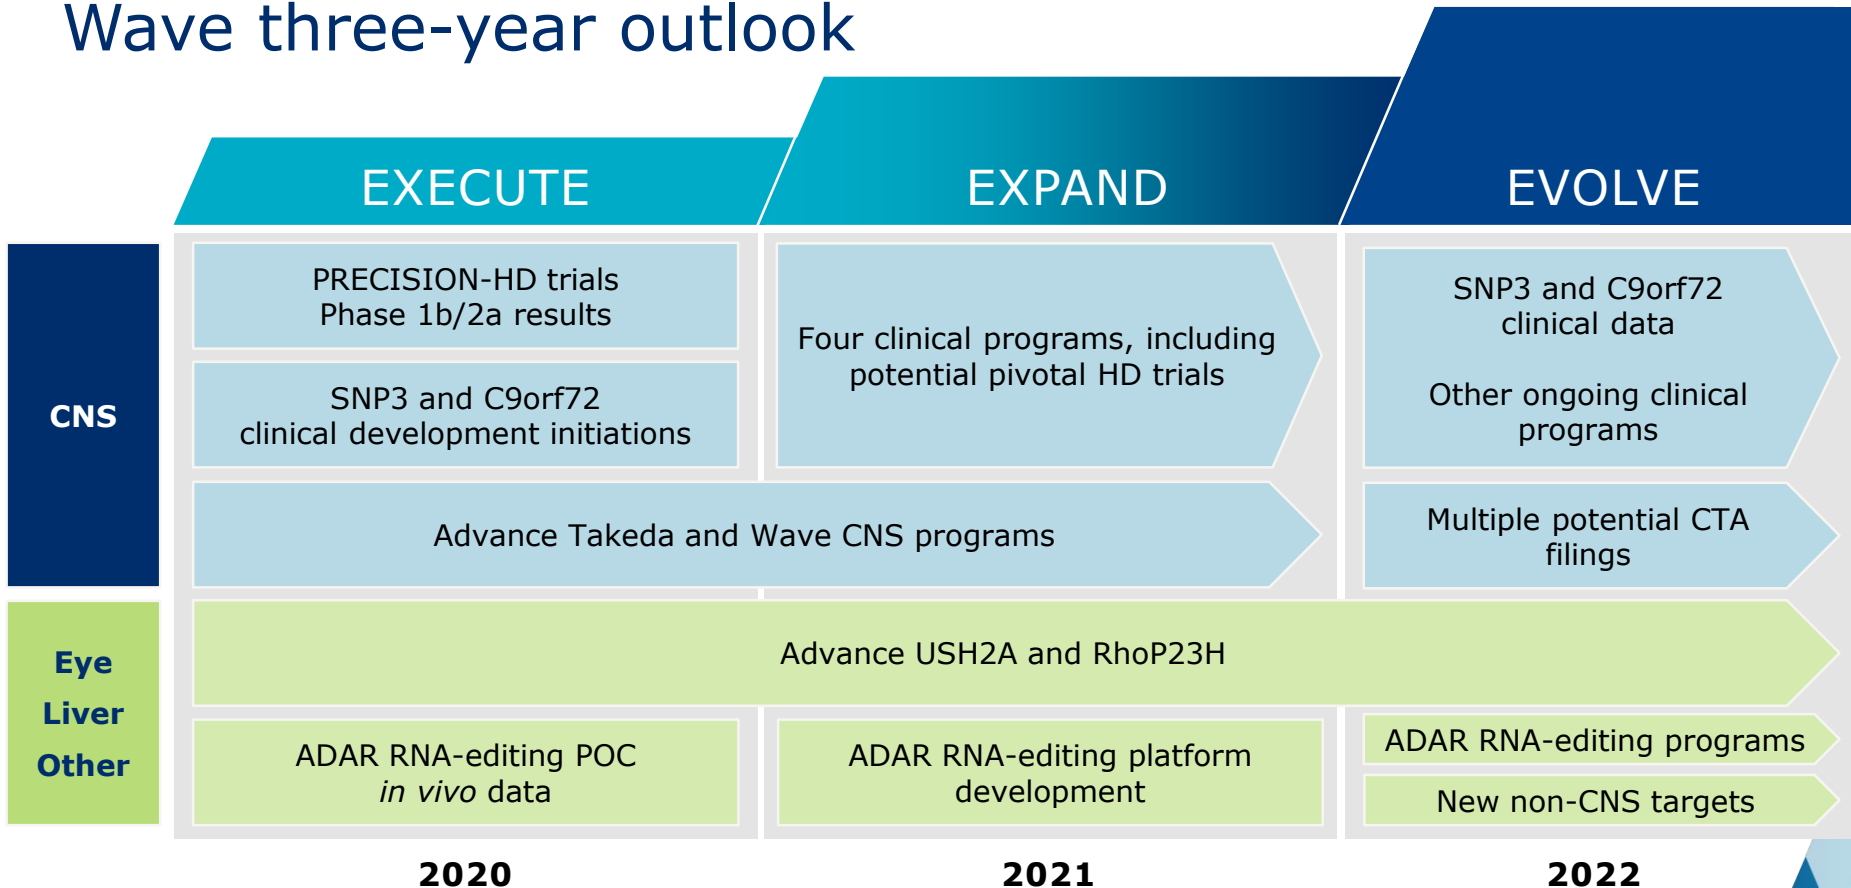 Wave three-year outlook
EXECUTE
EXPAND
EVOLVE
CNS
PRECISION-HD trials
Phase 1b/2a results
SNP3 and C9orf72
clinical development initiations
Four clinical programs, including
potential pivotal HD trials
SNP3 and C9orf72
clinical data
Other ongoing clinical
programs
Advance Takeda and Wave CNS programs
Multiple potential CTA
filings
Eye
Liver
Other
Advance USH2A and RhoP23H
ADAR RNA-editing POC
in vivo data
ADAR RNA-editing platform
development
ADAR RNA-editing programs
New non-CNS targets
2020
2021
2022